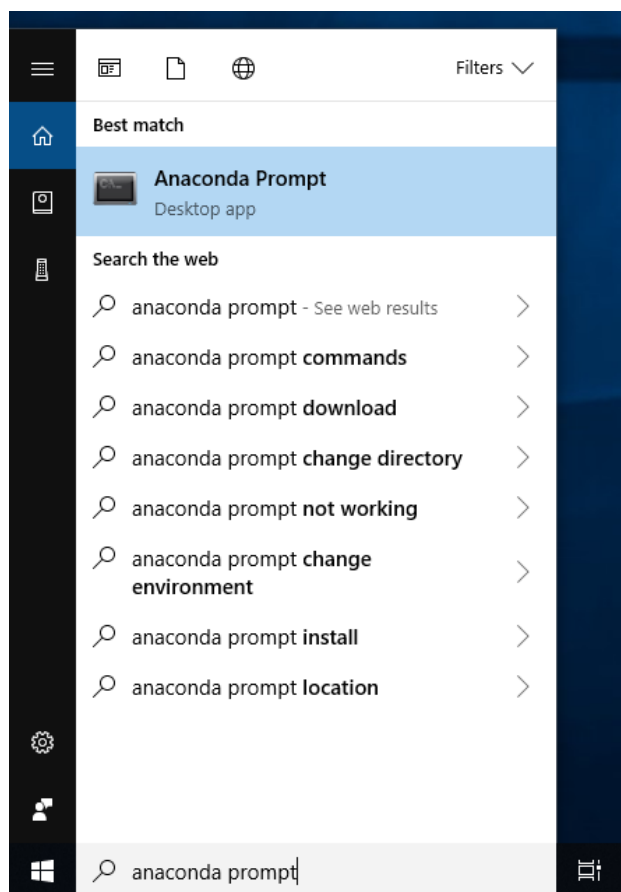 Filters
Best match
Anaconda Prompt
Desktop app
Search the web
anaconda prompt - See web results
anaconda prompt commands
anaconda prompt download
anaconda prompt change directory
anaconda prompt not working
anaconda prompt change
environment
anaconda prompt install
anaconda prompt location
anaconda prompt